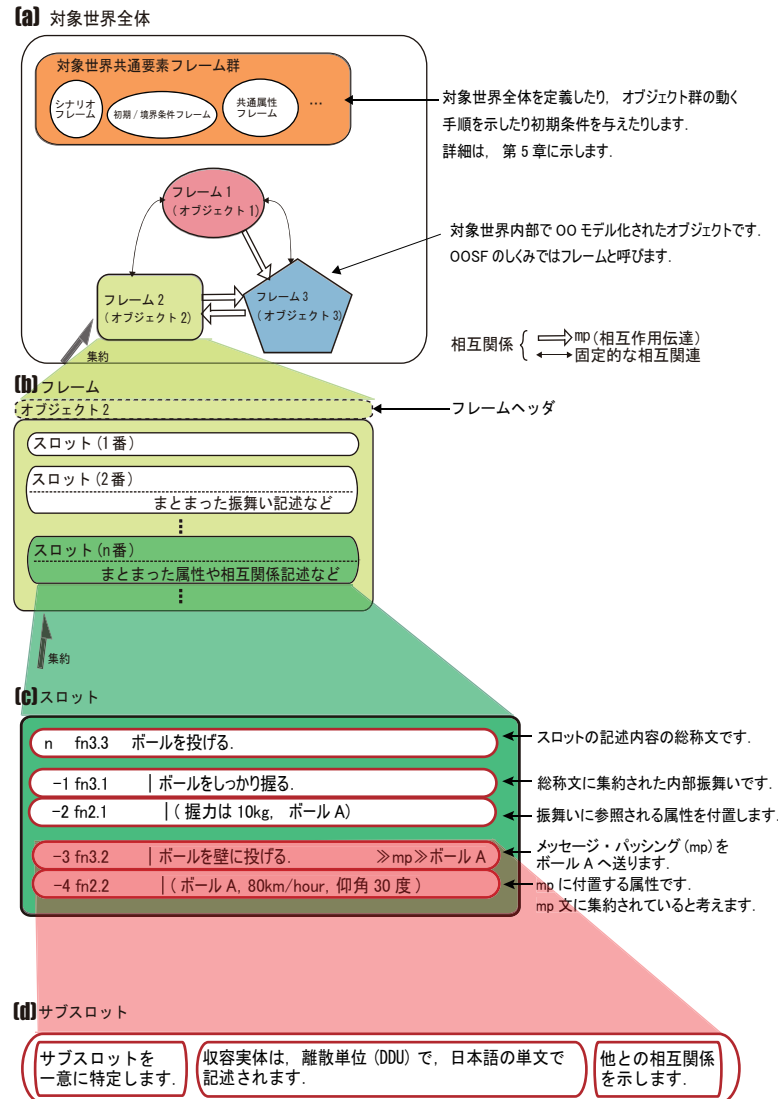 (a) 対象世界全体
対象世界共通要素フレーム群
シナリオ
フレーム
初期/境界条件フレーム
共通属性
フレーム
…
対象世界全体を定義したり, オブジェクト群の動く
手順を示したり初期条件を与えたりします.
詳細は, 第5章に示します.
フレーム1
(オブジェクト1)
対象世界内部でOOモデル化されたオブジェクトです.
OOSFのしくみではフレームと呼びます.
フレーム2
(オブジェクト2)
フレーム3
(オブジェクト3)
相互関係
mp(相互作用伝達)
固定的な相互関連
集約
(b) フレーム
オブジェクト2
フレームヘッダ
スロット(1番)
スロット(2番)
まとまった振舞い記述など
⋮
スロット(n番)
まとまった属性や相互関係記述など
⋮
集約
(c) スロット
n fn3.3 ボールを投げる.
スロットの記述内容の総称文です.
-1 fn3.1 |ボールをしっかり握る.
総称文に集約された内部振舞いです.
-2 fn2.1 |(握力は10kg, ボールA)
振舞いに参照される属性を付置します.
-3 fn3.2 |ボールを壁に投げる. ≫mp≫ボールA
メッセージ・パッシング(mp)を
ボールAへ送ります.
-4 fn2.2 |(ボールA, 80km/hour, 仰角30度)
mpに付置する属性です.
mp文に集約されていると考えます.
(d) サブスロット
サブスロットを
一意に特定します.
収容実体は, 離散単位(DDU)で, 日本語の単文で
記述されます.
他との相互関係
を示します.